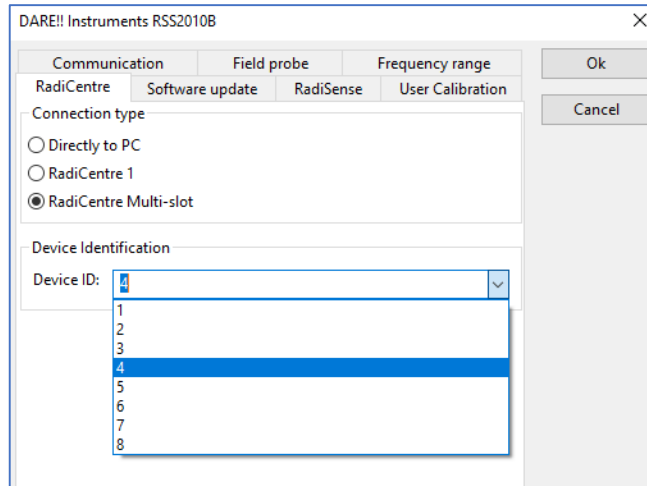 DARE!! Instruments RSS2010B
Communication Field probe Frequency range
RadiCentre Software update RadiSense User Calibration
Ok
Cancel
Connection type
Directly to PC
RadiCentre 1
RadiCentre Multi-slot
Device Identification
Device ID: 4
1
2
3
4
5
6
7
8